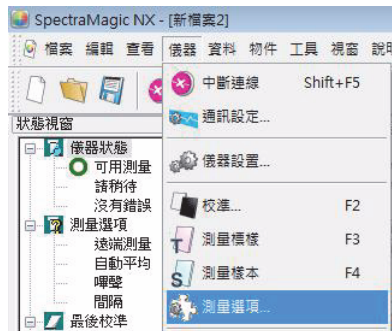 SpectraMagic NX - [新檔案2]
檔案 編輯 查看 儀器 資料 物件 工具 視窗 說明
狀態視窗
儀器狀態
可用測量
請稍待
沒有錯誤
測量選項
遠端測量
自動平均
嗶聲
間隔
最後校準
中斷連線 Shift+F5
通訊設定...
儀器設置...
校準... F2
測量標樣 F3
測量樣本 F4
測量選項...